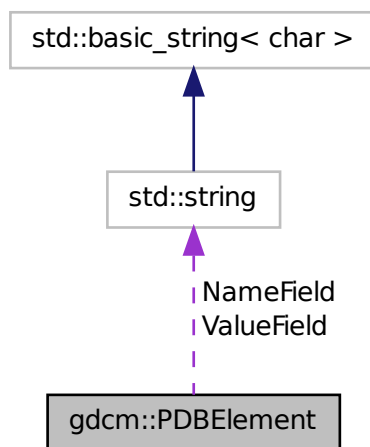 std::basic_string< char >
std::string
NameField
ValueField
gdcm::PDBElement